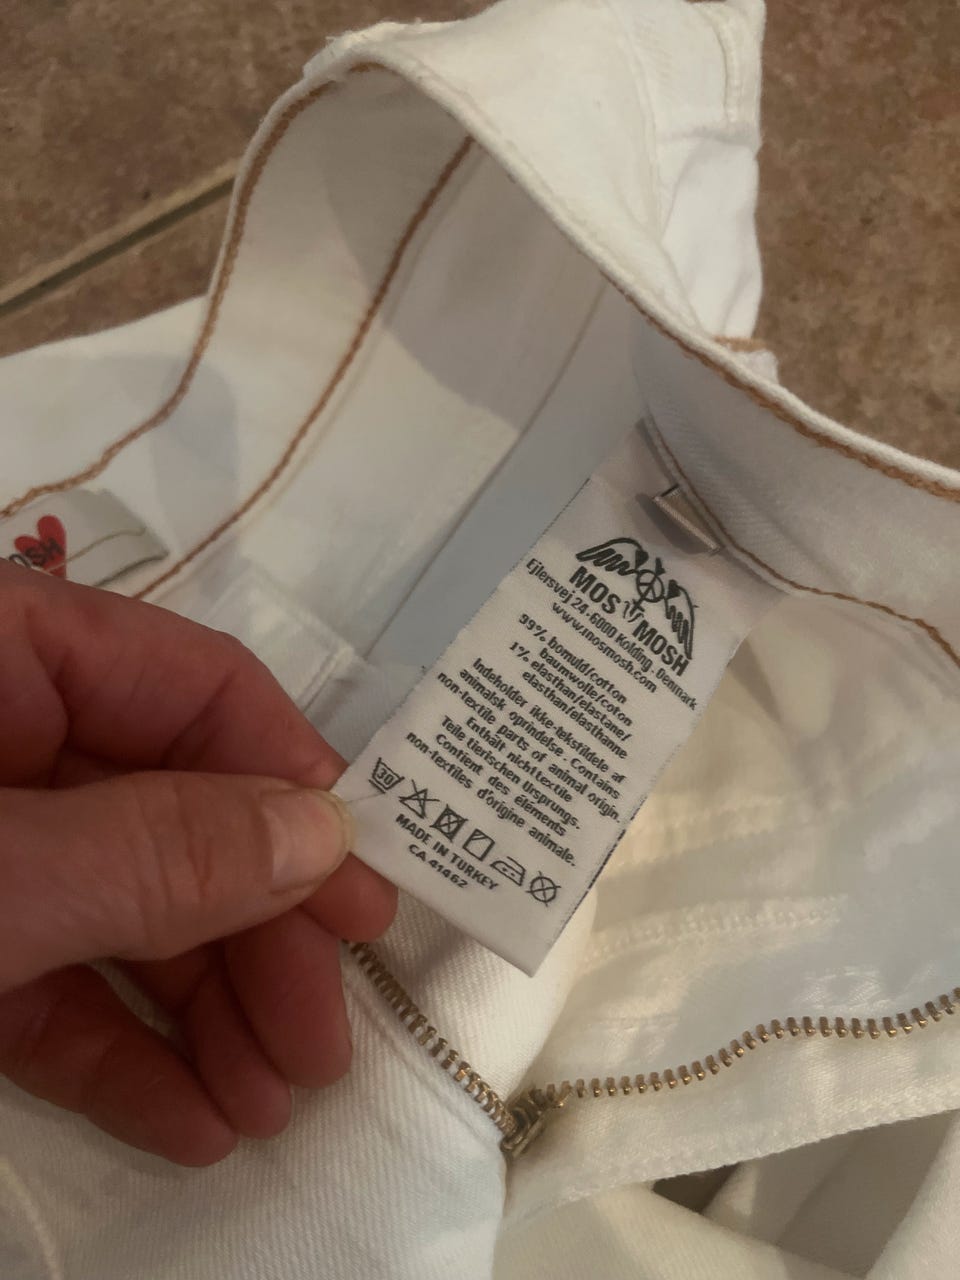 MOSH
MOS MOSH
Ejlersvej 24 · 6000 Kolding · Denmark
www.mosmosh.com
99% bomuld/cotton
baumwolle/coton
1% elasthan/elastane/
elasthan/elasthanne
Indeholder ikke-tekstildele af
animalsk oprindelse · Contains
non-textile parts of animal origin.
Enthält nichttextile
Teile tierischen Ursprungs.
Contient des éléments
non-textiles d'origine animale.
30
MADE IN TURKEY
CA 41462